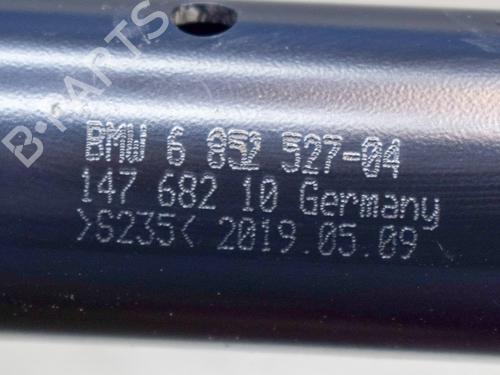 B-PARTS
BMW 6 852 527-04
147 682 10 Germany
>S235< 2019.05.09